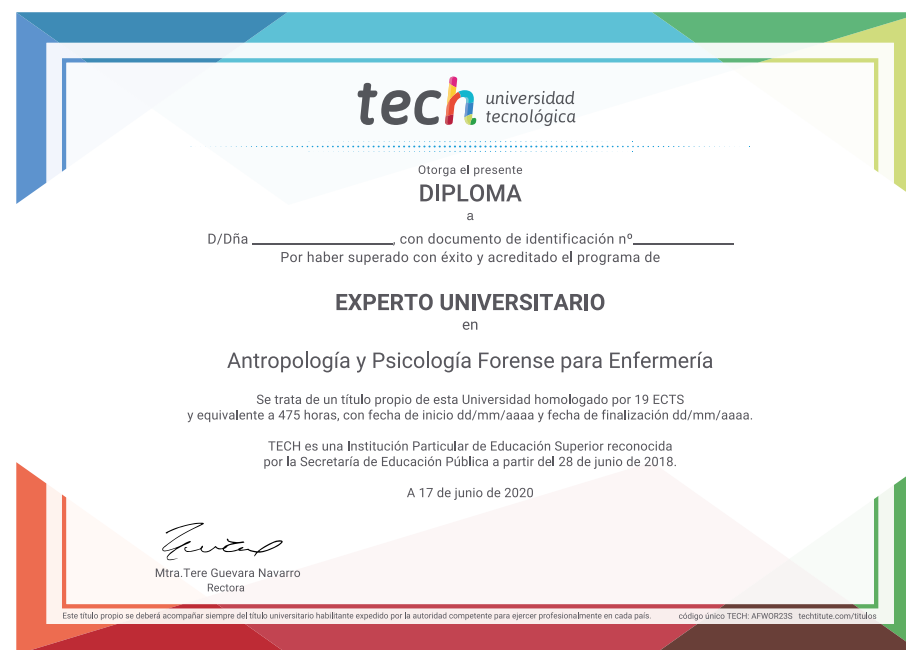 tech universidad
tecnológica
Otorga el presente
DIPLOMA
a
D/Dña ____________________, con documento de identificación nº______________
Por haber superado con éxito y acreditado el programa de
EXPERTO UNIVERSITARIO
en
Antropología y Psicología Forense para Enfermería
Se trata de un título propio de esta Universidad homologado por 19 ECTS
y equivalente a 475 horas, con fecha de inicio dd/mm/aaaa y fecha de finalización dd/mm/aaaa.
TECH es una Institución Particular de Educación Superior reconocida
por la Secretaría de Educación Pública a partir del 28 de junio de 2018.
A 17 de junio de 2020
Mtra.Tere Guevara Navarro
Rectora
Este título propio se deberá acompañar siempre del título universitario habilitante expedido por la autoridad competente para ejercer profesionalmente en cada país. código único TECH: AFWOR23S techtitute.com/titulos